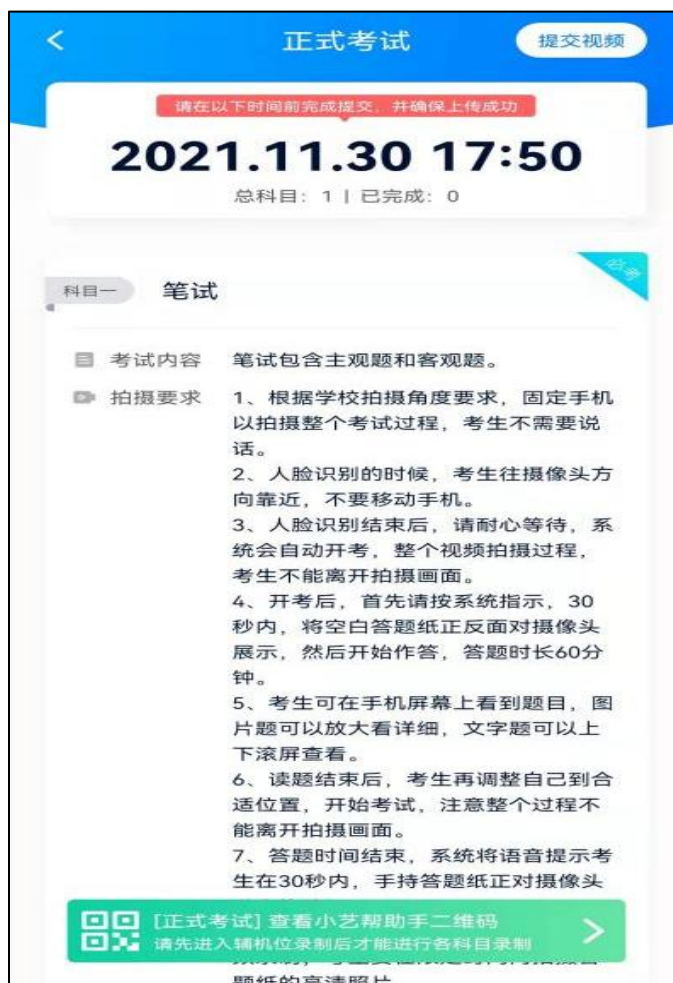 正式考试
提交视频
请在以下时间前完成提交，并确保上传成功
2021.11.30 17:50
总科目：1 | 已完成：0
必考
科目一
笔试
考试内容
笔试包含主观题和客观题。
拍摄要求
1、根据学校拍摄角度要求，固定手机
以拍摄整个考试过程，考生不需要说
话。
2、人脸识别的时候，考生往摄像头方
向靠近，不要移动手机。
3、人脸识别结束后，请耐心等待，系
统会自动开考，整个视频拍摄过程，
考生不能离开拍摄画面。
4、开考后，首先请按系统指示，30
秒内，将空白答题纸正反面对摄像头
展示，然后开始作答，答题时长60分
钟。
5、考生可在手机屏幕上看到题目，图
片题可以放大看详细，文字题可以上
下滚屏查看。
6、读题结束后，考生再调整自己到合
适位置，开始考试，注意整个过程不
能离开拍摄画面。
7、答题时间结束，系统将语音提示考
生在30秒内，手持答题纸正对摄像头
[正式考试] 查看小艺帮助手二维码
请先进入辅机位录制后才能进行各科目录制
题纸的高清照片